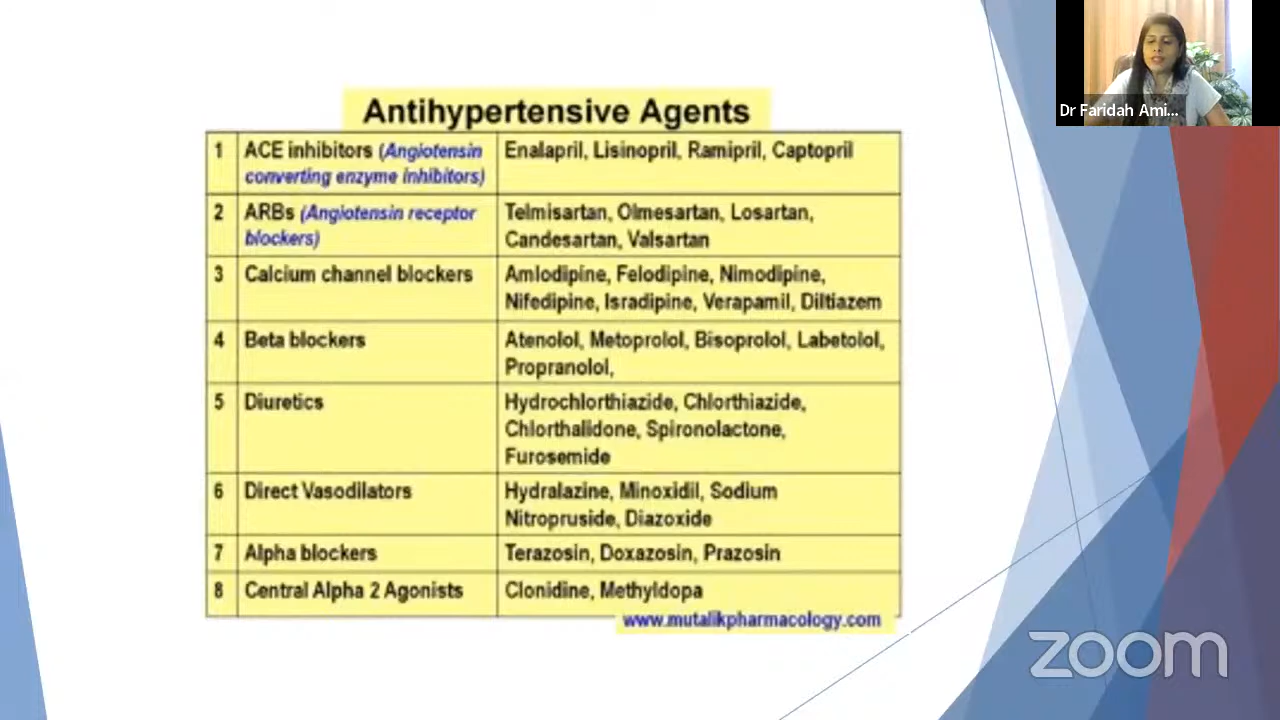 Antihypertensive Agents
1 ACE inhibitors (Angiotensin converting enzyme inhibitors)
Enalapril, Lisinopril, Ramipril, Captopril
2 ARBs (Angiotensin receptor blockers)
Telmisartan, Olmesartan, Losartan,
Candesartan, Valsartan
3 Calcium channel blockers
Amlodipine, Felodipine, Nimodipine,
Nifedipine, Isradipine, Verapamil, Diltiazem
4 Beta blockers
Atenolol, Metoprolol, Bisoprolol, Labetolol,
Propranolol,
5 Diuretics
Hydrochlorthiazide, Chlorthiazide,
Chlorthalidone, Spironolactone,
Furosemide
6 Direct Vasodilators
Hydralazine, Minoxidil, Sodium
Nitropruside, Diazoxide
7 Alpha blockers
Terazosin, Doxazosin, Prazosin
8 Central Alpha 2 Agonists
Clonidine, Methyldopa
www.mutalikpharmacology.com
Dr Faridah Ami...
zoom